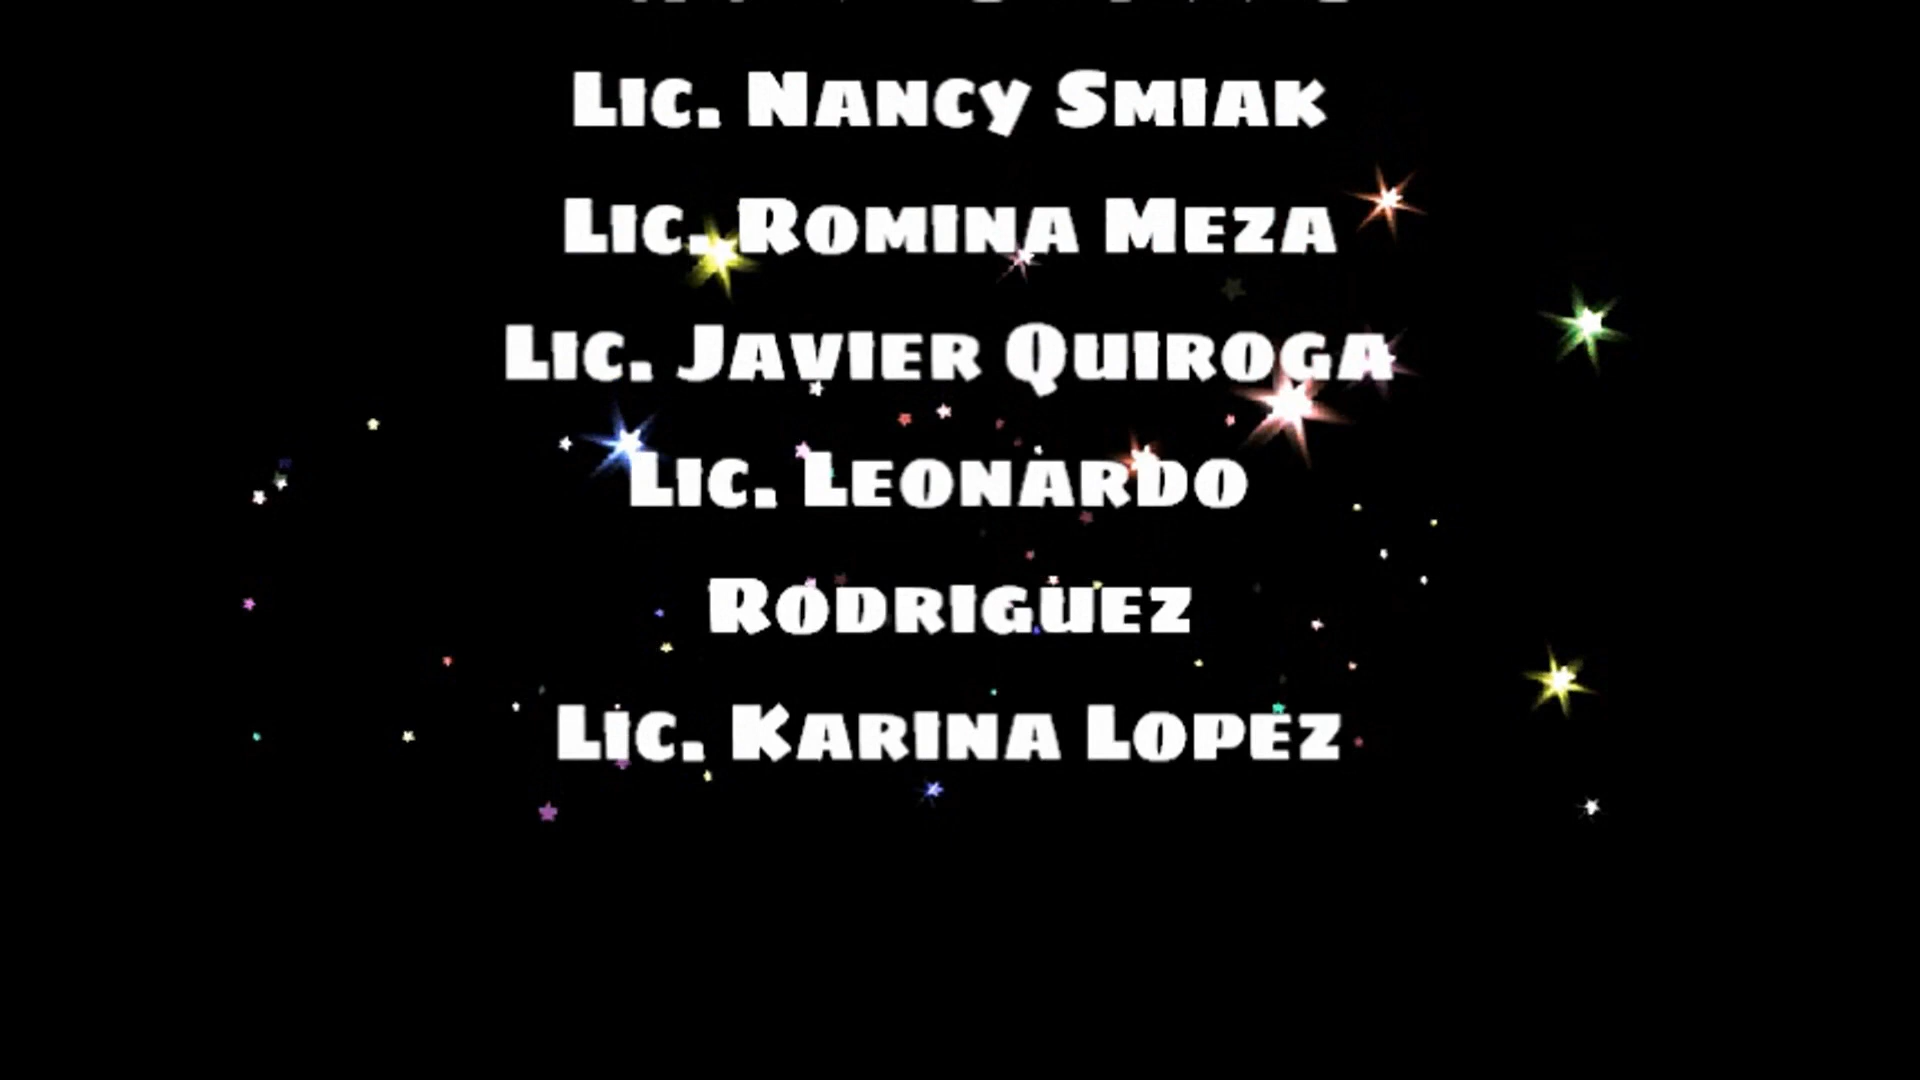 Lic. Nancy Smiak
Lic. Romina Meza
Lic. Javier Quiroga
Lic. Leonardo
Rodriguez
Lic. Karina Lopez